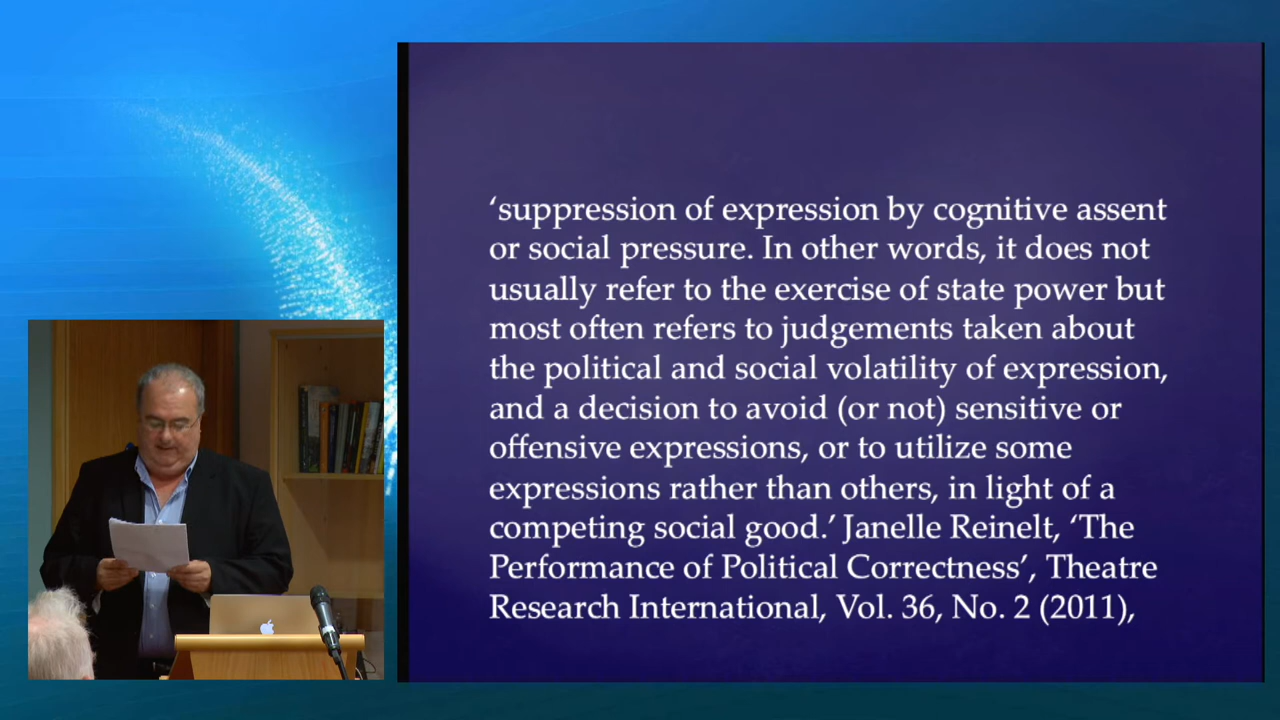 ‘suppression of expression by cognitive assent
or social pressure. In other words, it does not
usually refer to the exercise of state power but
most often refers to judgements taken about
the political and social volatility of expression,
and a decision to avoid (or not) sensitive or
offensive expressions, or to utilize some
expressions rather than others, in light of a
competing social good.’ Janelle Reinelt, ‘The
Performance of Political Correctness’, Theatre
Research International, Vol. 36, No. 2 (2011),